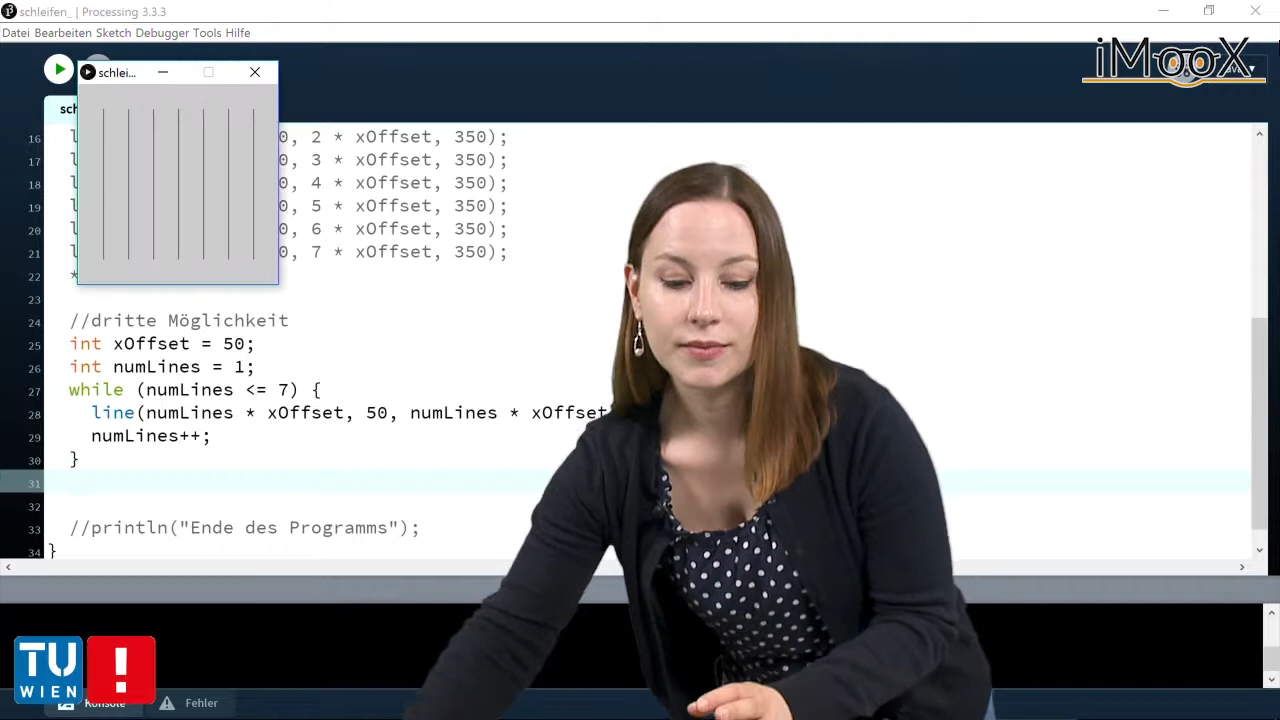 schleifen_ | Processing 3.3.3
Datei Bearbeiten Sketch Debugger Tools Hilfe
iMooX
schlei...
sch
16 l 0, 2 * xOffset, 350);
17 l 0, 3 * xOffset, 350);
18 l 0, 4 * xOffset, 350);
19 l 0, 5 * xOffset, 350);
20 l 0, 6 * xOffset, 350);
21 l 0, 7 * xOffset, 350);
22 *
23
24 //dritte Möglichkeit
25 int xOffset = 50;
26 int numLines = 1;
27 while (numLines <= 7) {
28 line(numLines * xOffset, 50, numLines * xOffset
29 numLines++;
30 }
31
32
33 //println("Ende des Programms");
34 }
TU
WIEN
!
Konsole Fehler